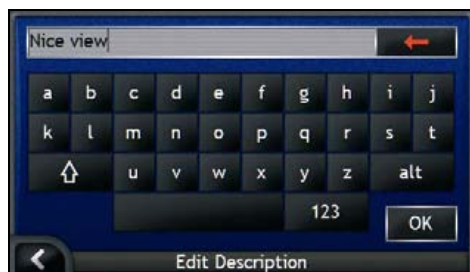 Nice view
a b c d e f g h i j
k l m n o p q r s t
u v w x y z alt
123 OK
Edit Description